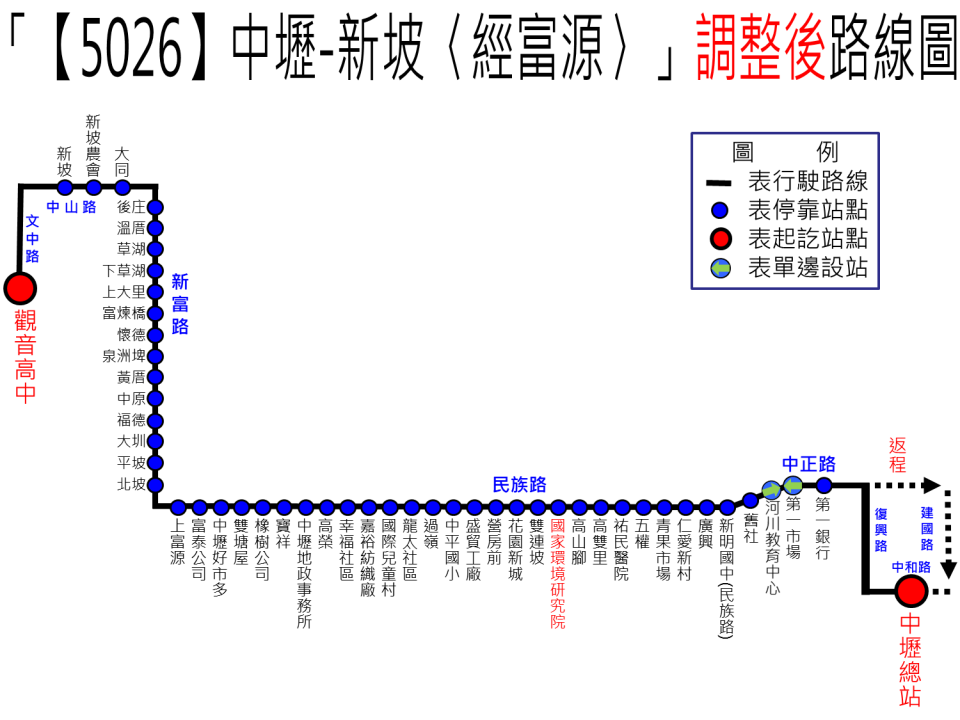 「【5026】中壢-新坡〈經富源〉」調整後路線圖
圖 例
表行駛路線
表停靠站點
表起訖站點
表單邊設站
觀音高中
文中路
中山路
新坡
新坡農會
大同
後庄
溫厝
草湖
下草湖
上大里
富煉橋
懷德
泉洲埤
黃厝
中原
福德
大圳
平坡
北坡
新富路
民族路
上富源
富泰公司
中壢好市多
雙塘屋
橡樹公司
寶祥
中壢地政事務所
高榮
幸福社區
嘉裕紡織廠
國際兒童村
龍太社區
過嶺
中平國小
盛貿工廠
營房前
花園新城
雙連坡
國家環境研究院
高山腳
高雙里
祐民醫院
五權
青果市場
仁愛新村
廣興
新明國中(民族路)
舊社
河川教育中心
第一市場
第一銀行
中正路
返程
復興路
建國路
中和路
中壢總站